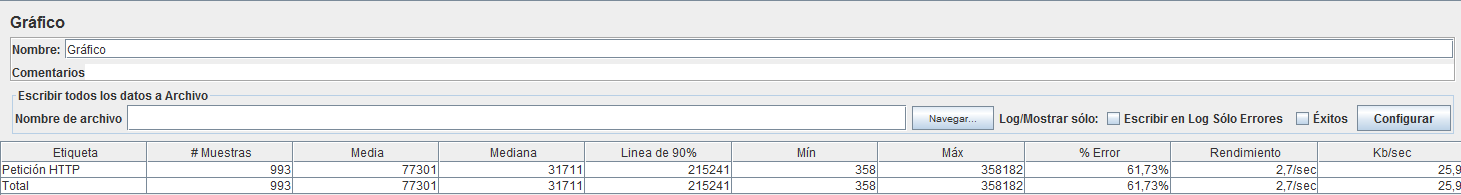 Gráfico
Nombre: Gráfico
Comentarios
Escribir todos los datos a Archivo
Nombre de archivo Navegar... Log/Mostrar sólo: Escribir en Log Sólo Errores Éxitos Configurar
Etiqueta # Muestras Media Mediana Linea de 90% Mín Máx % Error Rendimiento Kb/sec
Petición HTTP 993 77301 31711 215241 358 358182 61,73% 2,7/sec 25,9
Total 993 77301 31711 215241 358 358182 61,73% 2,7/sec 25,9